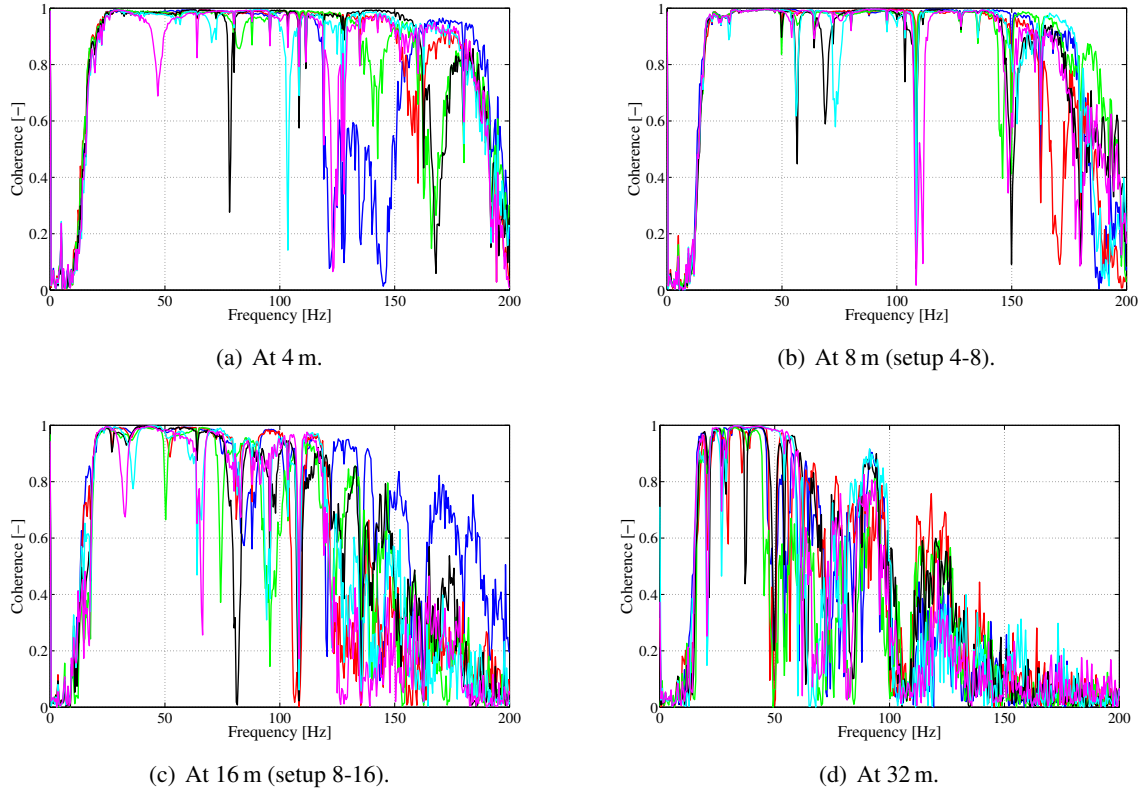 1
0.8
0.6
0.4
0.2
0
Coherence [−]
0 50 100 150 200
Frequency [Hz]
(a) At 4 m.
1
0.8
0.6
0.4
0.2
0
Coherence [−]
0 50 100 150 200
Frequency [Hz]
(b) At 8 m (setup 4-8).
1
0.8
0.6
0.4
0.2
0
Coherence [−]
0 50 100 150 200
Frequency [Hz]
(c) At 16 m (setup 8-16).
1
0.8
0.6
0.4
0.2
0
Coherence [−]
0 50 100 150 200
Frequency [Hz]
(d) At 32 m.